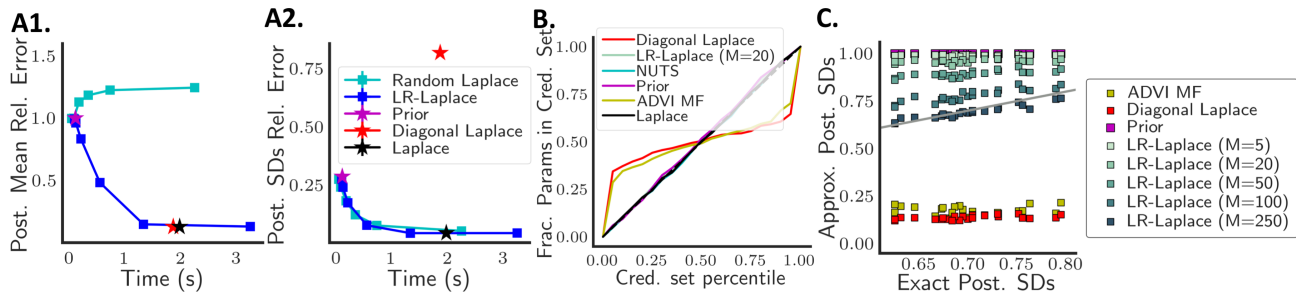 A1.
Post. Mean Rel. Error
1.5
1.0
0.5
0
1
2
3
Time (s)
A2.
Post. SDs Rel. Error
0.75
0.50
0.25
Random Laplace
LR-Laplace
Prior
Diagonal Laplace
Laplace
0
1
2
3
Time (s)
B.
Frac. Params in Cred. Set
1.00
0.75
0.50
0.25
0.00
Diagonal Laplace
LR-Laplace (M=20)
NUTS
Prior
ADVI MF
Laplace
0.00 0.25 0.50 0.75 1.00
Cred. set percentile
C.
Approx. Post. SDs
1.00
0.75
0.50
0.25
0.00
0.65 0.70 0.75 0.80
Exact Post. SDs
ADVI MF
Diagonal Laplace
Prior
LR-Laplace (M=5)
LR-Laplace (M=20)
LR-Laplace (M=50)
LR-Laplace (M=100)
LR-Laplace (M=250)